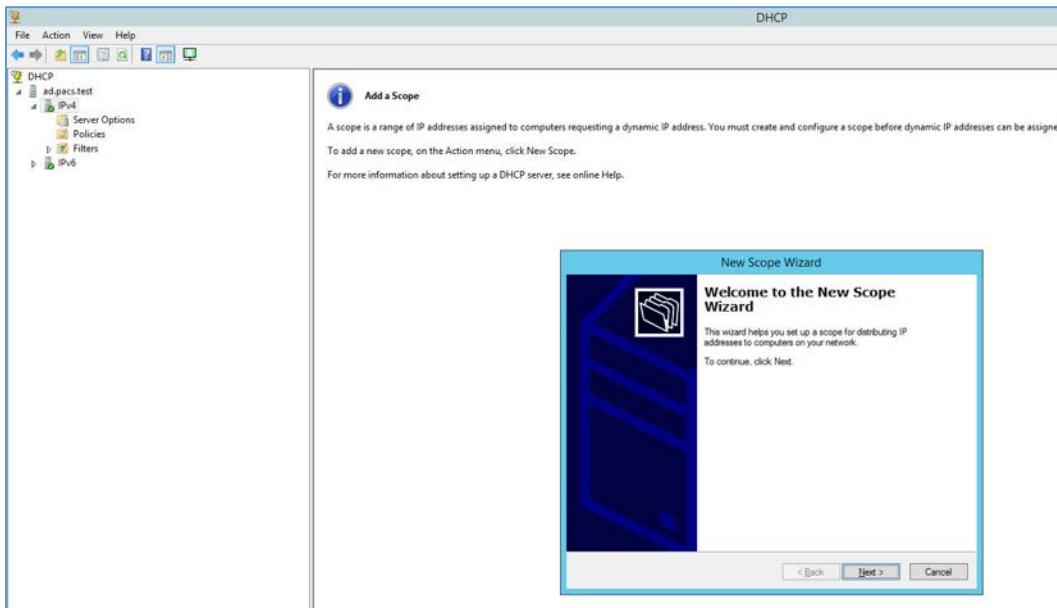 DHCP
File Action View Help
DHCP
ad.pacs.test
IPv4
Server Options
Policies
Filters
IPv6
Add a Scope
A scope is a range of IP addresses assigned to computers requesting a dynamic IP address. You must create and configure a scope before dynamic IP addresses can be assigne
To add a new scope, on the Action menu, click New Scope.
For more information about setting up a DHCP server, see online Help.
New Scope Wizard
Welcome to the New Scope
Wizard
This wizard helps you set up a scope for distributing IP
addresses to computers on your network.
To continue, click Next.
< Back Next > Cancel